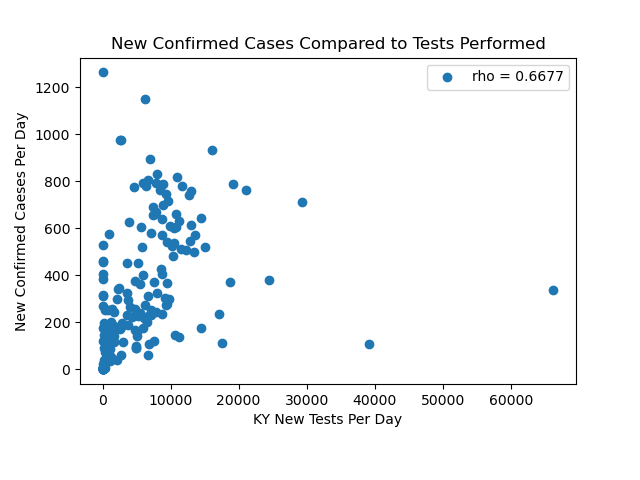 New Confirmed Cases Compared to Tests Performed
rho = 0.6677
New Confirmed Caeses Per Day
1200
1000
800
600
400
200
0
0 10000 20000 30000 40000 50000 60000
KY New Tests Per Day